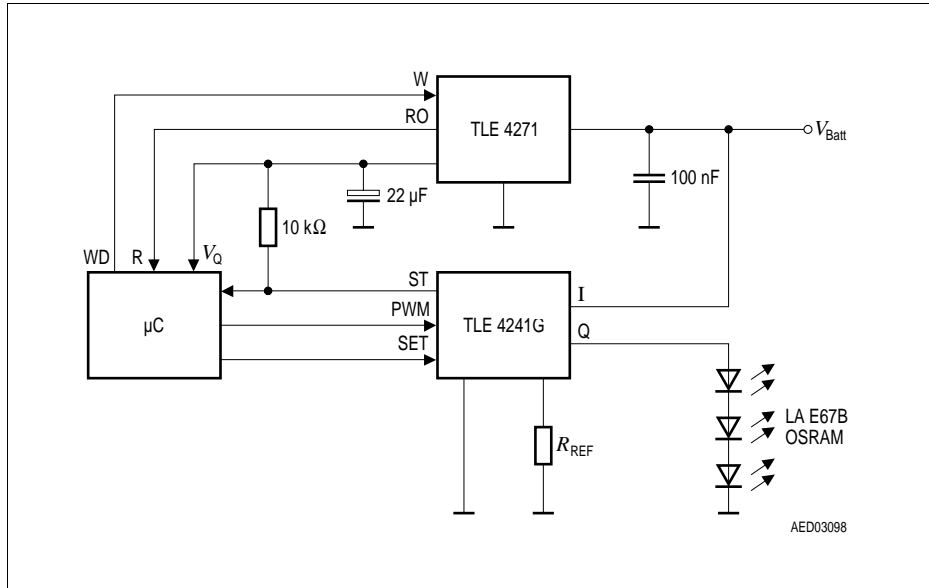 W
RO
TLE 4271
V_Batt
100 nF
22 µF
10 kΩ
WD
R
V_Q
ST
I
PWM
Q
SET
µC
TLE 4241G
LA E67B
OSRAM
R_REF
AED03098